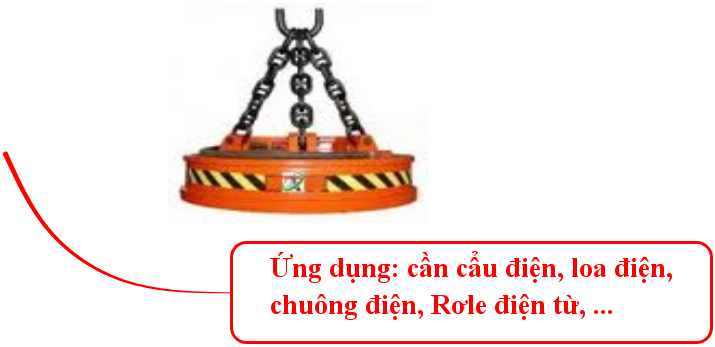 Ứng dụng: cần cẩu điện, loa điện,
chuông điện, Rơle điện từ, ...